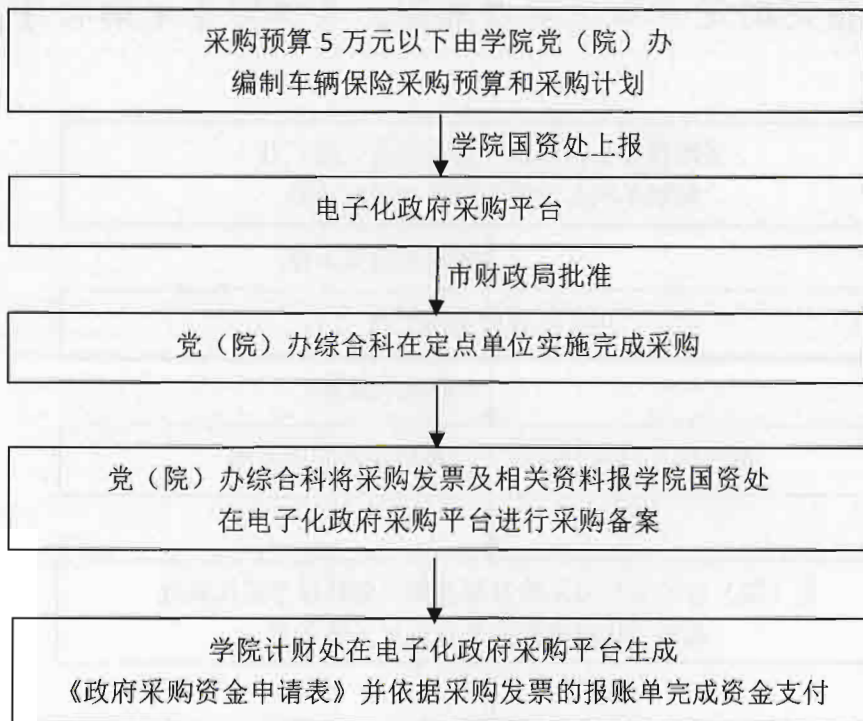 采购预算5万元以下由学院党（院）办
编制车辆保险采购预算和采购计划
学院国资处上报
电子化政府采购平台
市财政局批准
党（院）办综合科在定点单位实施完成采购
党（院）办综合科将采购发票及相关资料报学院国资处
在电子化政府采购平台进行采购备案
学院计财处在电子化政府采购平台生成
《政府采购资金申请表》并依据采购发票的报账单完成资金支付